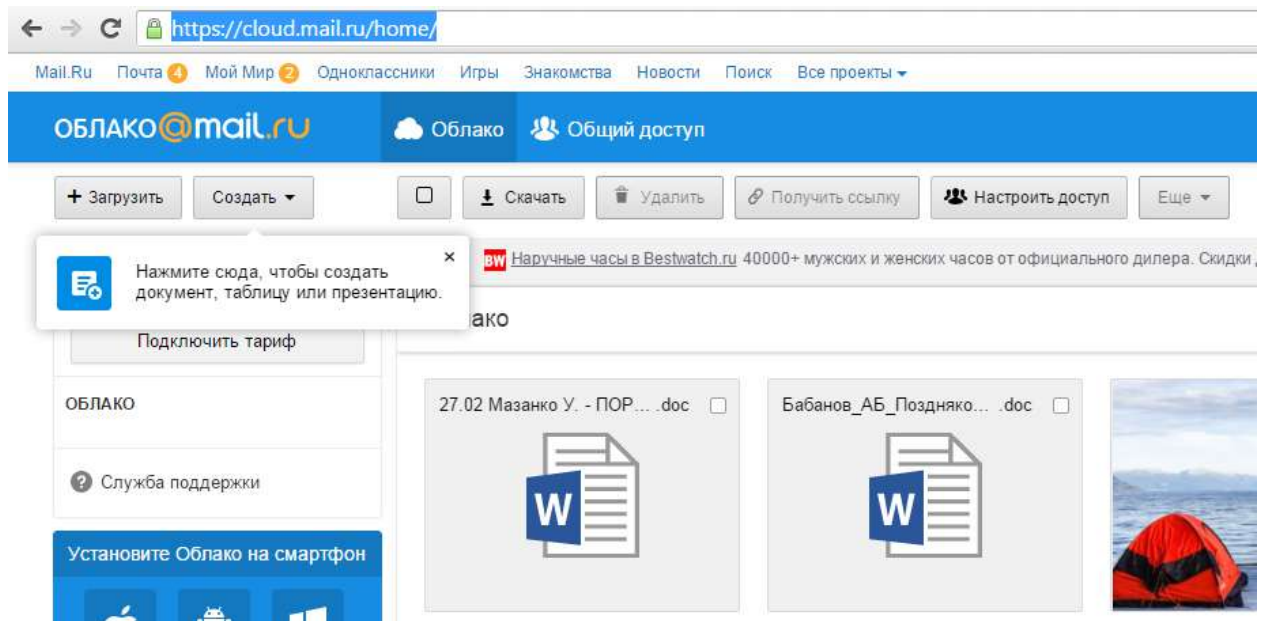 https://cloud.mail.ru/home/
Mail.Ru Почта 4 Мой Мир 2 Одноклассники Игры Знакомства Новости Поиск Все проекты
ОБЛАКО@mail.ru Облако Общий доступ
+ Загрузить Создать Скачать Удалить Получить ссылку Настроить доступ Еще
Нажмите сюда, чтобы создать
документ, таблицу или презентацию.
×
BW Наручные часы в Bestwatch.ru 40000+ мужских и женских часов от официального дилера. Скидки
ако
Подключить тариф
ОБЛАКО
27.02 Мазанко У. - ПОР... .doc
Бабанов_АБ_Поздняко... .doc
W
W
? Служба поддержки
Установите Облако на смартфон